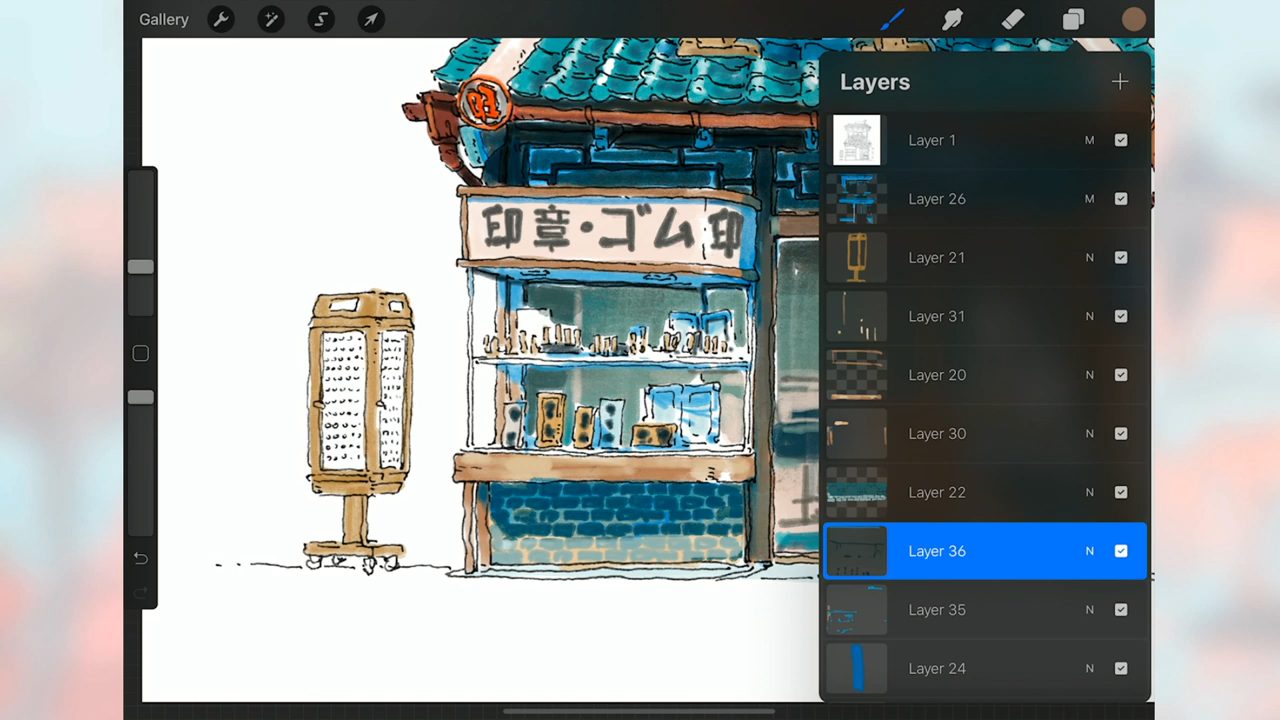 Gallery
Layers
Layer 1 M
Layer 26 M
Layer 21 N
Layer 31 N
Layer 20 N
Layer 30 N
Layer 22 N
Layer 36 N
Layer 35 N
Layer 24 N
印章・ゴム印